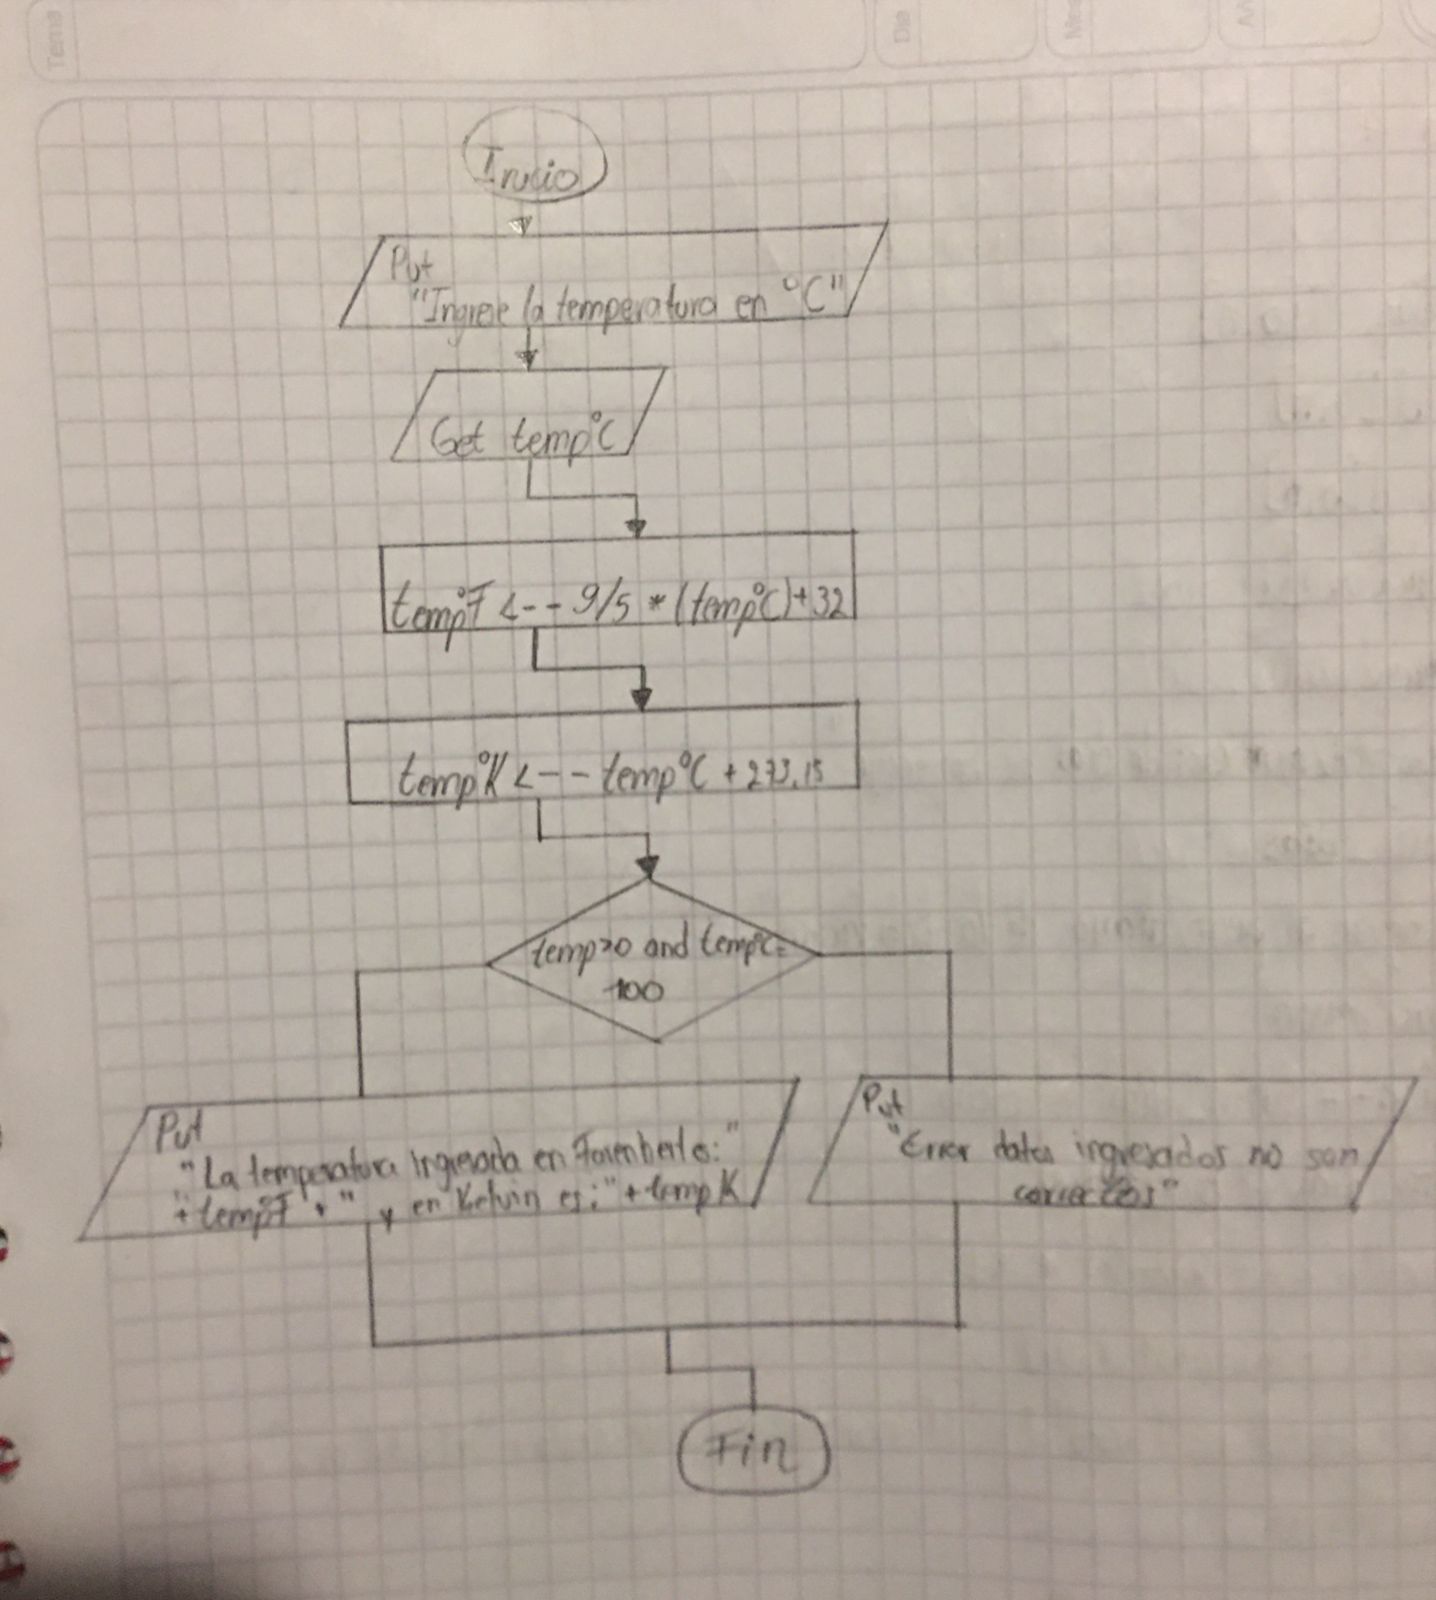 Tema
Día
Mes
Inicio
Put
"Ingrese la temperatura en °C"
Get temp°C
temp°F <-- 9/5 * (temp°C)+32
temp°K <-- temp°C + 273,15
temp>0 and temp°C=
100
Put
"La temperatura Ingresada en Farenherto:"
+temp°F +" y en Kelvin es:"+temp K
Put
"Error datos ingresados no son
correctos"
Fin